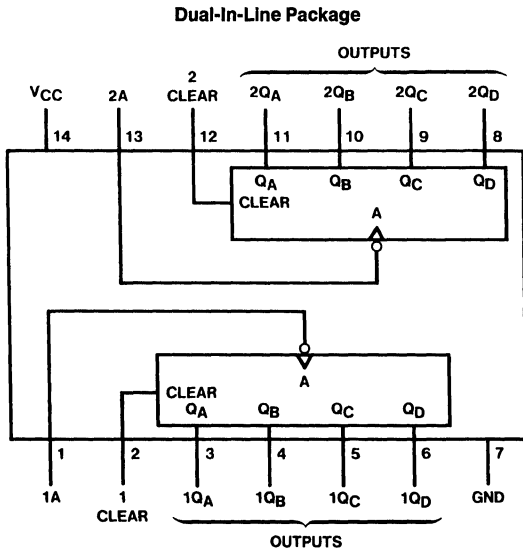 Dual-In-Line Package
OUTPUTS
VCC 2A 2 CLEAR 2QA 2QB 2QC 2QD
14 13 12 11 10 9 8
QA QB QC QD
CLEAR
A
A
CLEAR
QA QB QC QD
1 2 3 4 5 6 7
1A 1 CLEAR 1QA 1QB 1QC 1QD GND
OUTPUTS